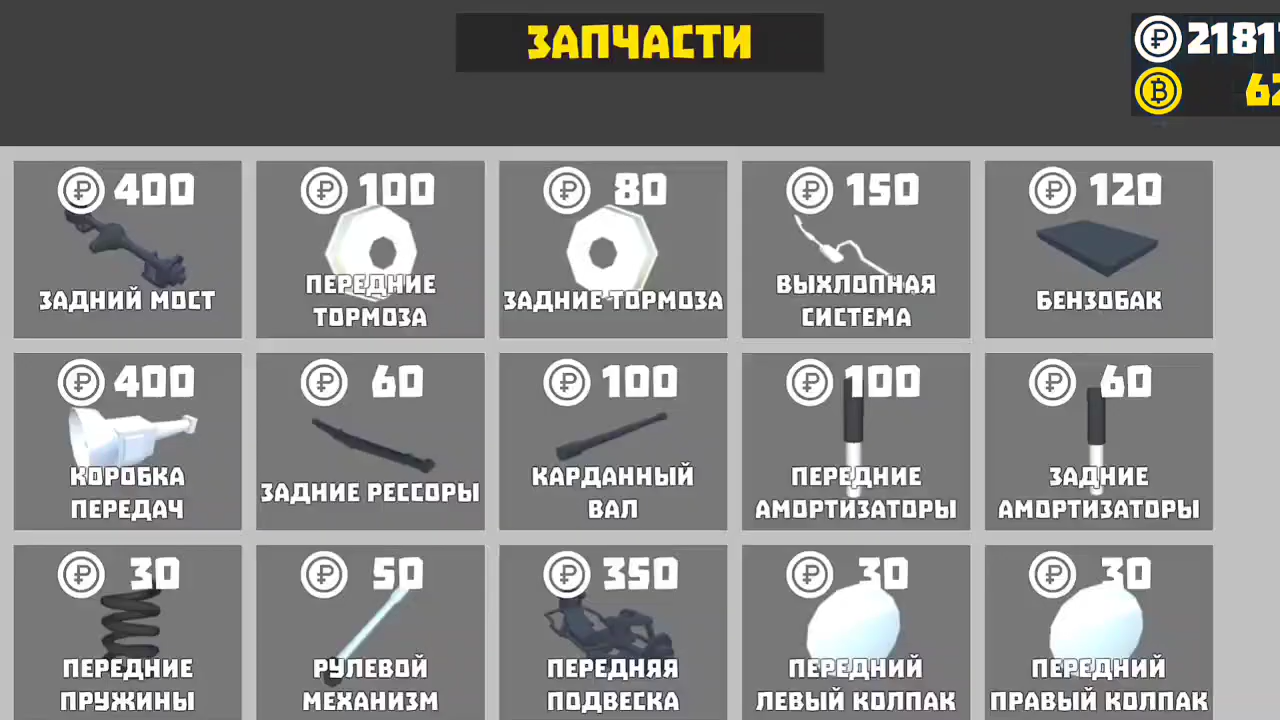 ЗАПЧАСТИ
2181
62
400
ЗАДНИЙ МОСТ
100
ПЕРЕДНИЕ
ТОРМОЗА
80
ЗАДНИЕ ТОРМОЗА
150
ВЫХЛОПНАЯ
СИСТЕМА
120
БЕНЗОБАК
400
КОРОБКА
ПЕРЕДАЧ
60
ЗАДНИЕ РЕССОРЫ
100
КАРДАННЫЙ
ВАЛ
100
ПЕРЕДНИЕ
АМОРТИЗАТОРЫ
60
ЗАДНИЕ
АМОРТИЗАТОРЫ
30
ПЕРЕДНИЕ
ПРУЖИНЫ
50
РУЛЕВОЙ
МЕХАНИЗМ
350
ПЕРЕДНЯЯ
ПОДВЕСКА
30
ПЕРЕДНИЙ
ЛЕВЫЙ КОЛПАК
30
ПЕРЕДНИЙ
ПРАВЫЙ КОЛПАК